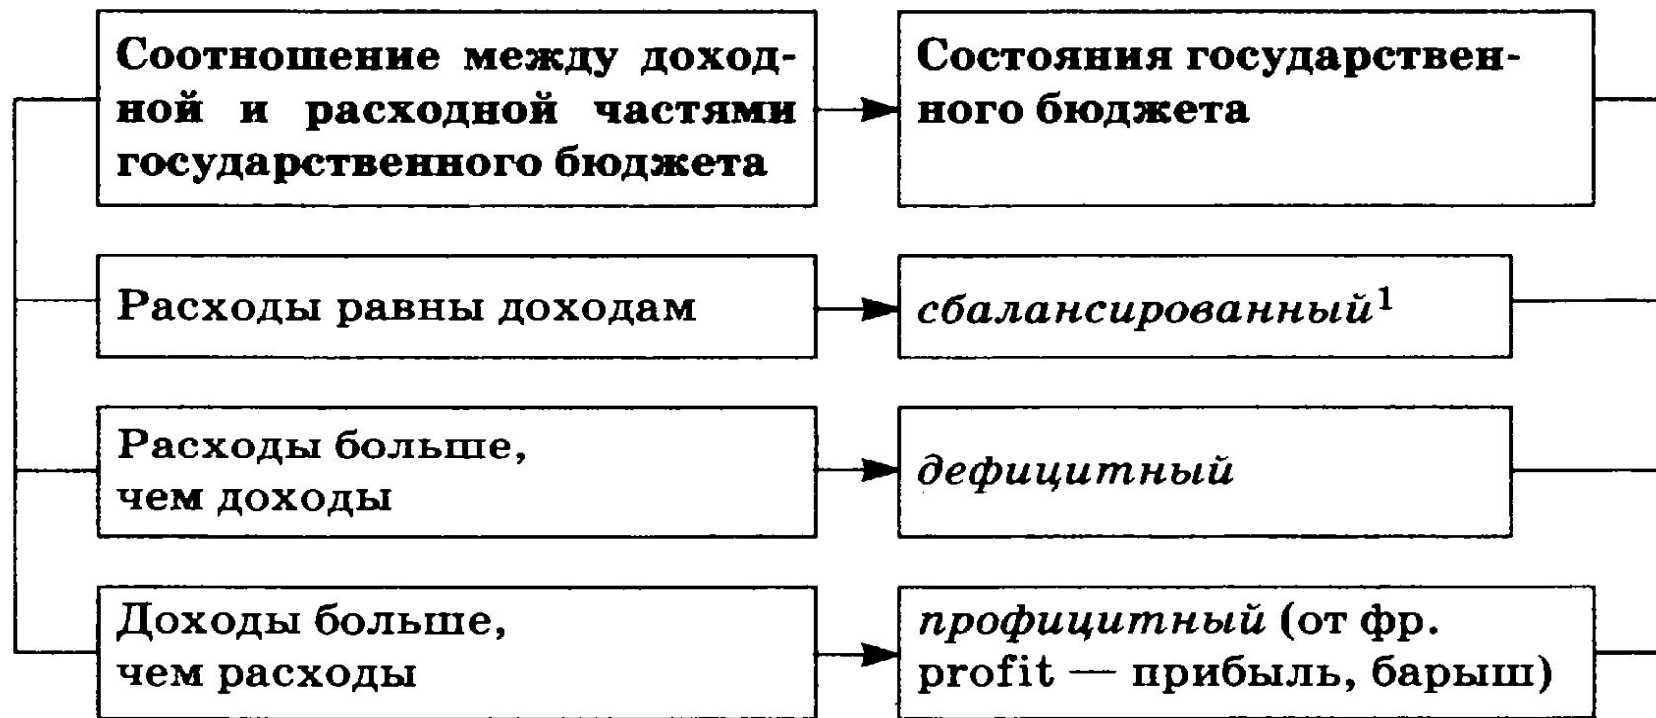 Соотношение между доход-
ной и расходной частями
государственного бюджета
Состояния государствен-
ного бюджета
Расходы равны доходам
сбалансированный¹
Расходы больше,
чем доходы
дефицитный
Доходы больше,
чем расходы
профицитный (от фр.
profit — прибыль, барыш)